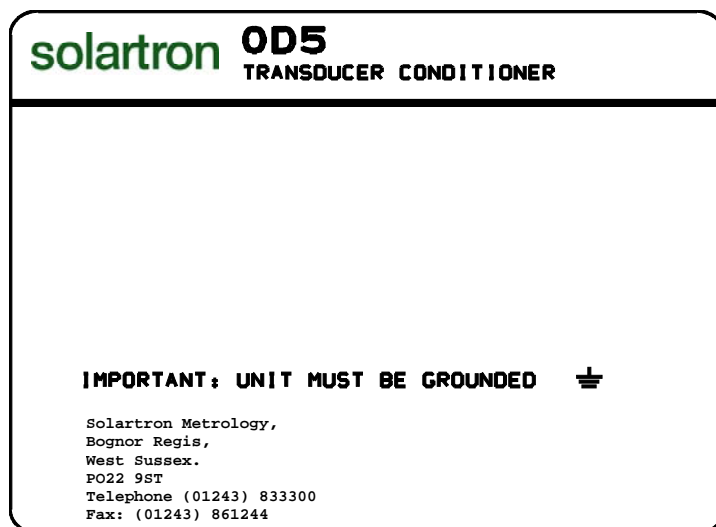 solartron OD5
TRANSDUCER CONDITIONER
IMPORTANT: UNIT MUST BE GROUNDED
Solartron Metrology,
Bognor Regis,
West Sussex.
PO22 9ST
Telephone (01243) 833300
Fax: (01243) 861244